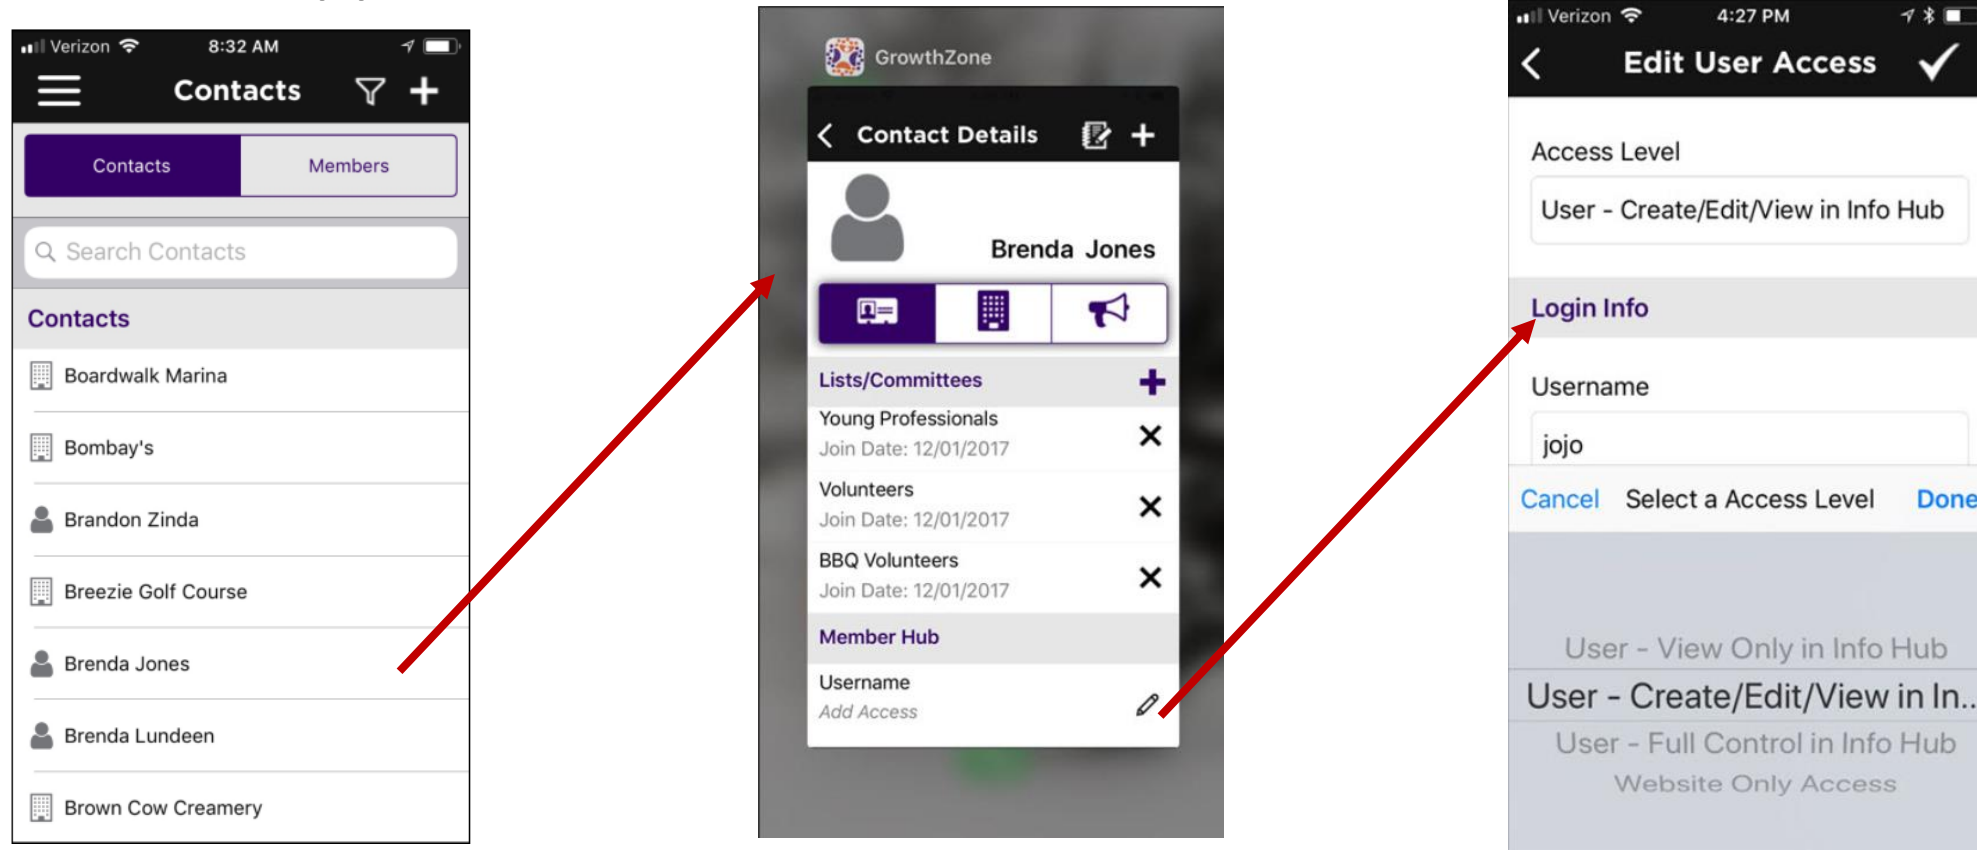 Verizon 8:32 AM
Contacts
Contacts Members
Search Contacts
Contacts
Boardwalk Marina
Bombay's
Brandon Zinda
Breezie Golf Course
Brenda Jones
Brenda Lundeen
Brown Cow Creamery
GrowthZone
Contact Details
Brenda Jones
Lists/Committees
Young Professionals
Join Date: 12/01/2017
Volunteers
Join Date: 12/01/2017
BBQ Volunteers
Join Date: 12/01/2017
Member Hub
Username
Add Access
Verizon 4:27 PM
Edit User Access
Access Level
User - Create/Edit/View in Info Hub
Login Info
Username
jojo
Cancel Select a Access Level Done
User - View Only in Info Hub
User - Create/Edit/View in In..
User - Full Control in Info Hub
Website Only Access